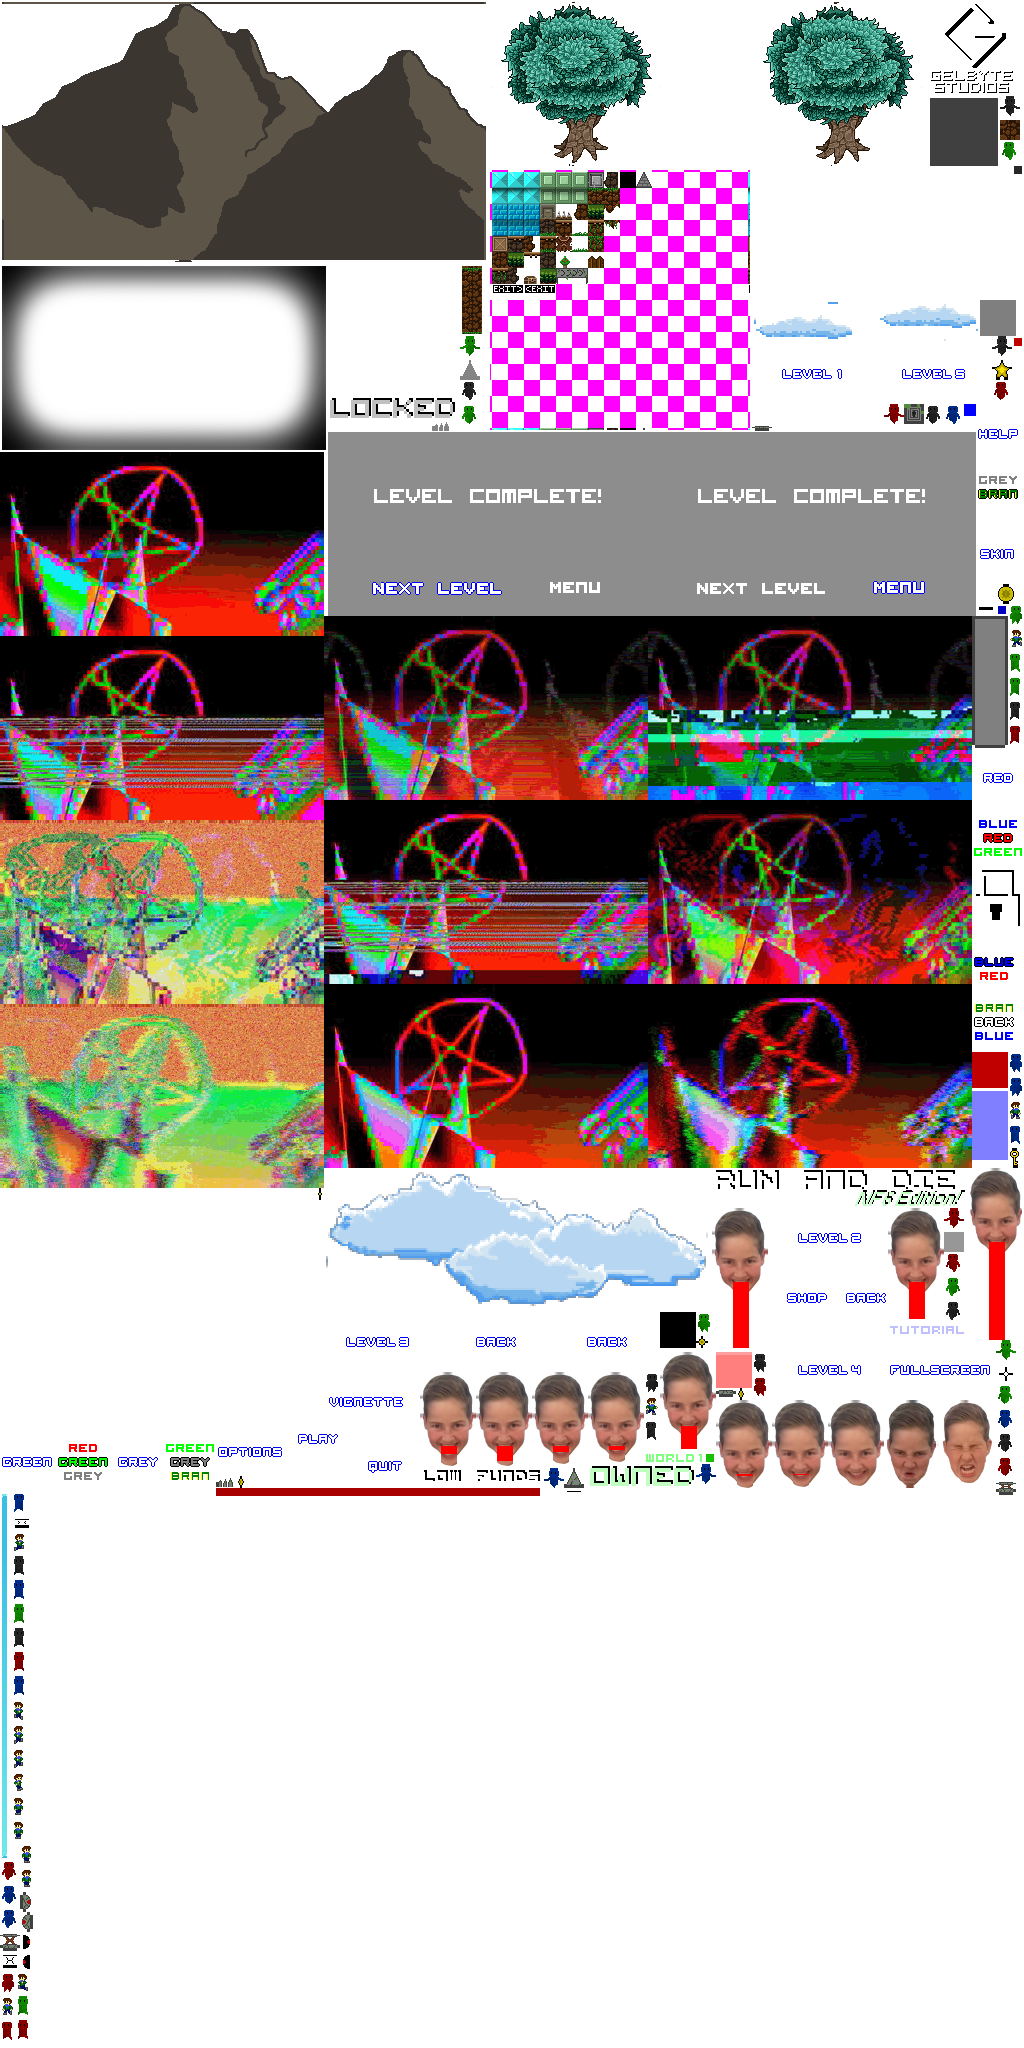 GELBYTE
STUDIOS
EXIT> <EXIT
LEVEL 1
LEVEL 5
LOCKED
HELP
GREY
BRAN
SKIN
LEVEL COMPLETE!
LEVEL COMPLETE!
NEXT LEVEL
MENU
NEXT LEVEL
MENU
RED
BLUE
RED
GREEN
BLUE
RED
BRAN
BACK
BLUE
RUN AND DIE
NFS Edition!
LEVEL 2
SHOP
BACK
TUTORIAL
LEVEL 3
BACK
BACK
LEVEL 4
FULLSCREEN
VIGNETTE
PLAY
OPTIONS
QUIT
WORLD 1
LOW FUNDS
OWNED
GREEN
RED
GREEN
GREY
GREY
GREEN
GREY
BRAN